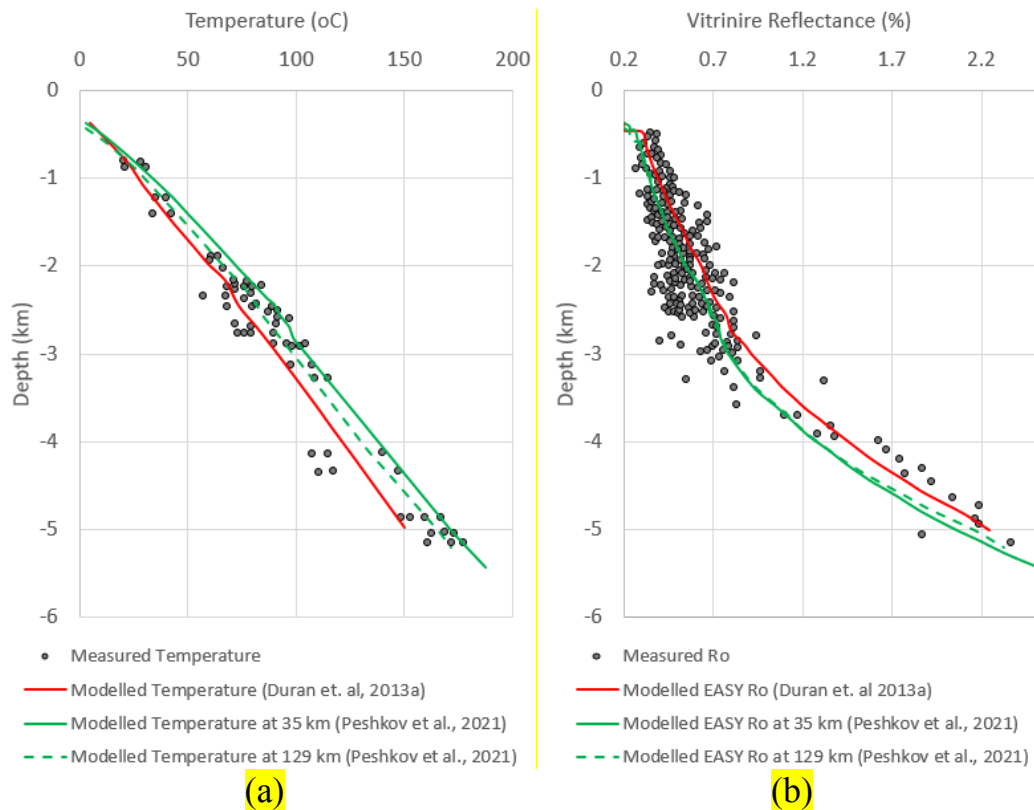 Temperature (oC)
0 50 100 150 200
0
-1
-2
-3
-4
-5
-6
Depth (km)
Measured Temperature
Modelled Temperature (Duran et. al, 2013a)
Modelled Temperature at 35 km (Peshkov et al., 2021)
Modelled Temperature at 129 km (Peshkov et al., 2021)
(a)
Vitrinire Reflectance (%)
0.2 0.7 1.2 1.7 2.2
0
-1
-2
-3
-4
-5
-6
Depth (km)
Measured Ro
Modelled EASY Ro (Duran et. al 2013a)
Modelled EASY Ro at 35 km (Peshkov et al., 2021)
Modelled EASY Ro at 129 km (Peshkov et al., 2021)
(b)